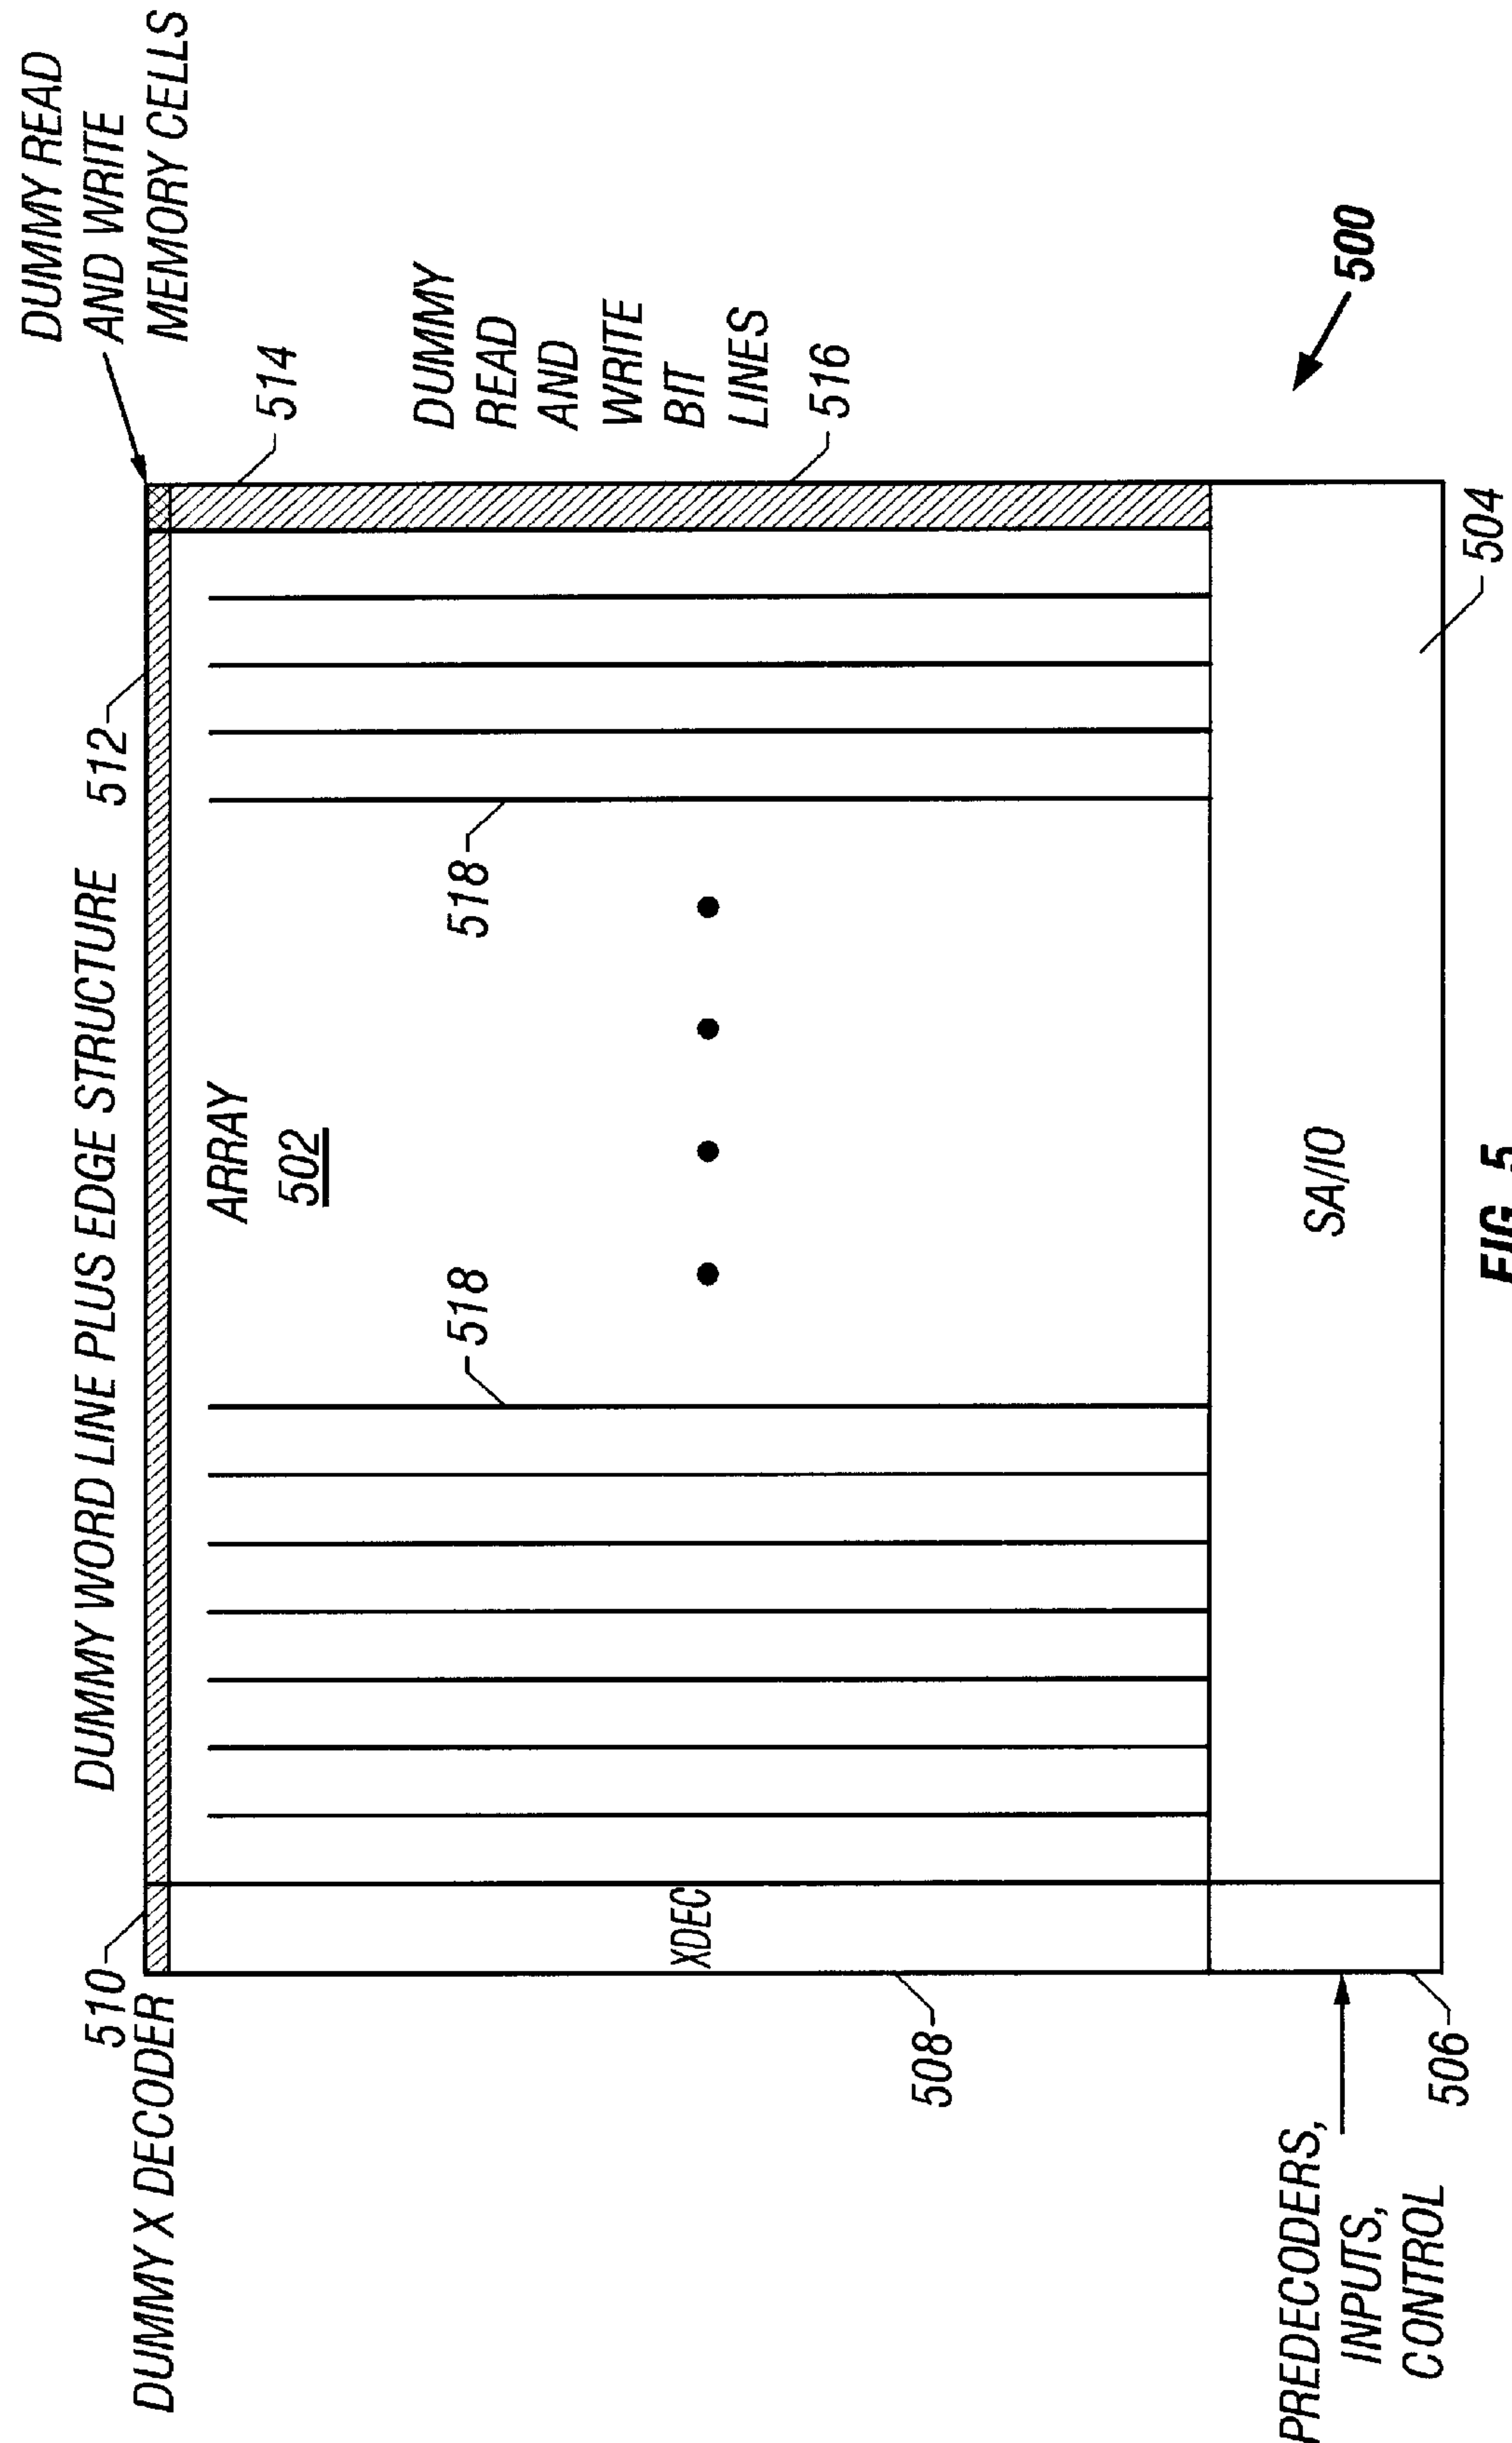 DUMMY READ
AND WRITE
MEMORY CELLS
DUMMY WORD LINE PLUS EDGE STRUCTURE
512
510
DUMMY X DECODER
514
DUMMY
READ
AND
WRITE
BIT
LINES
516
ARRAY
502
518
518
XDEC
508
SA/IO
500
504
PREDECODERS,
INPUTS,
CONTROL
506
FIG. 5